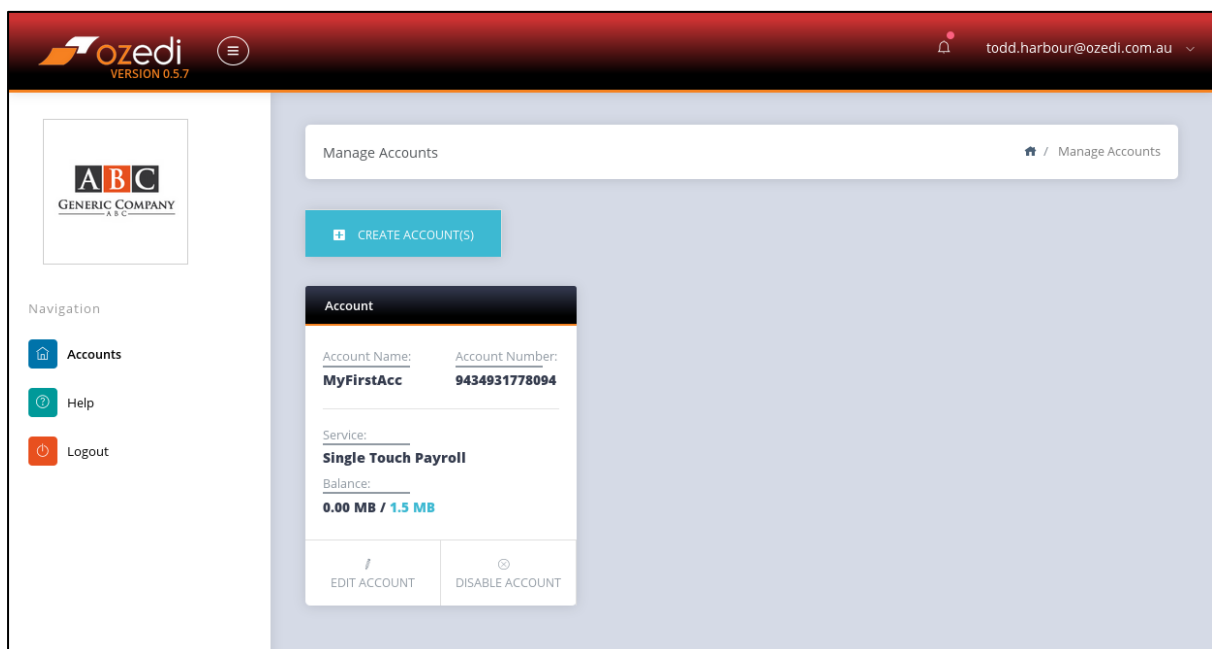 ozedi
VERSION 0.5.7
todd.harbour@ozedi.com.au
ABC
GENERIC COMPANY
ABC
Manage Accounts
/ Manage Accounts
CREATE ACCOUNT(S)
Navigation
Accounts
Help
Logout
Account
Account Name: Account Number:
MyFirstAcc 9434931778094
Service:
Single Touch Payroll
Balance:
0.00 MB / 1.5 MB
EDIT ACCOUNT DISABLE ACCOUNT